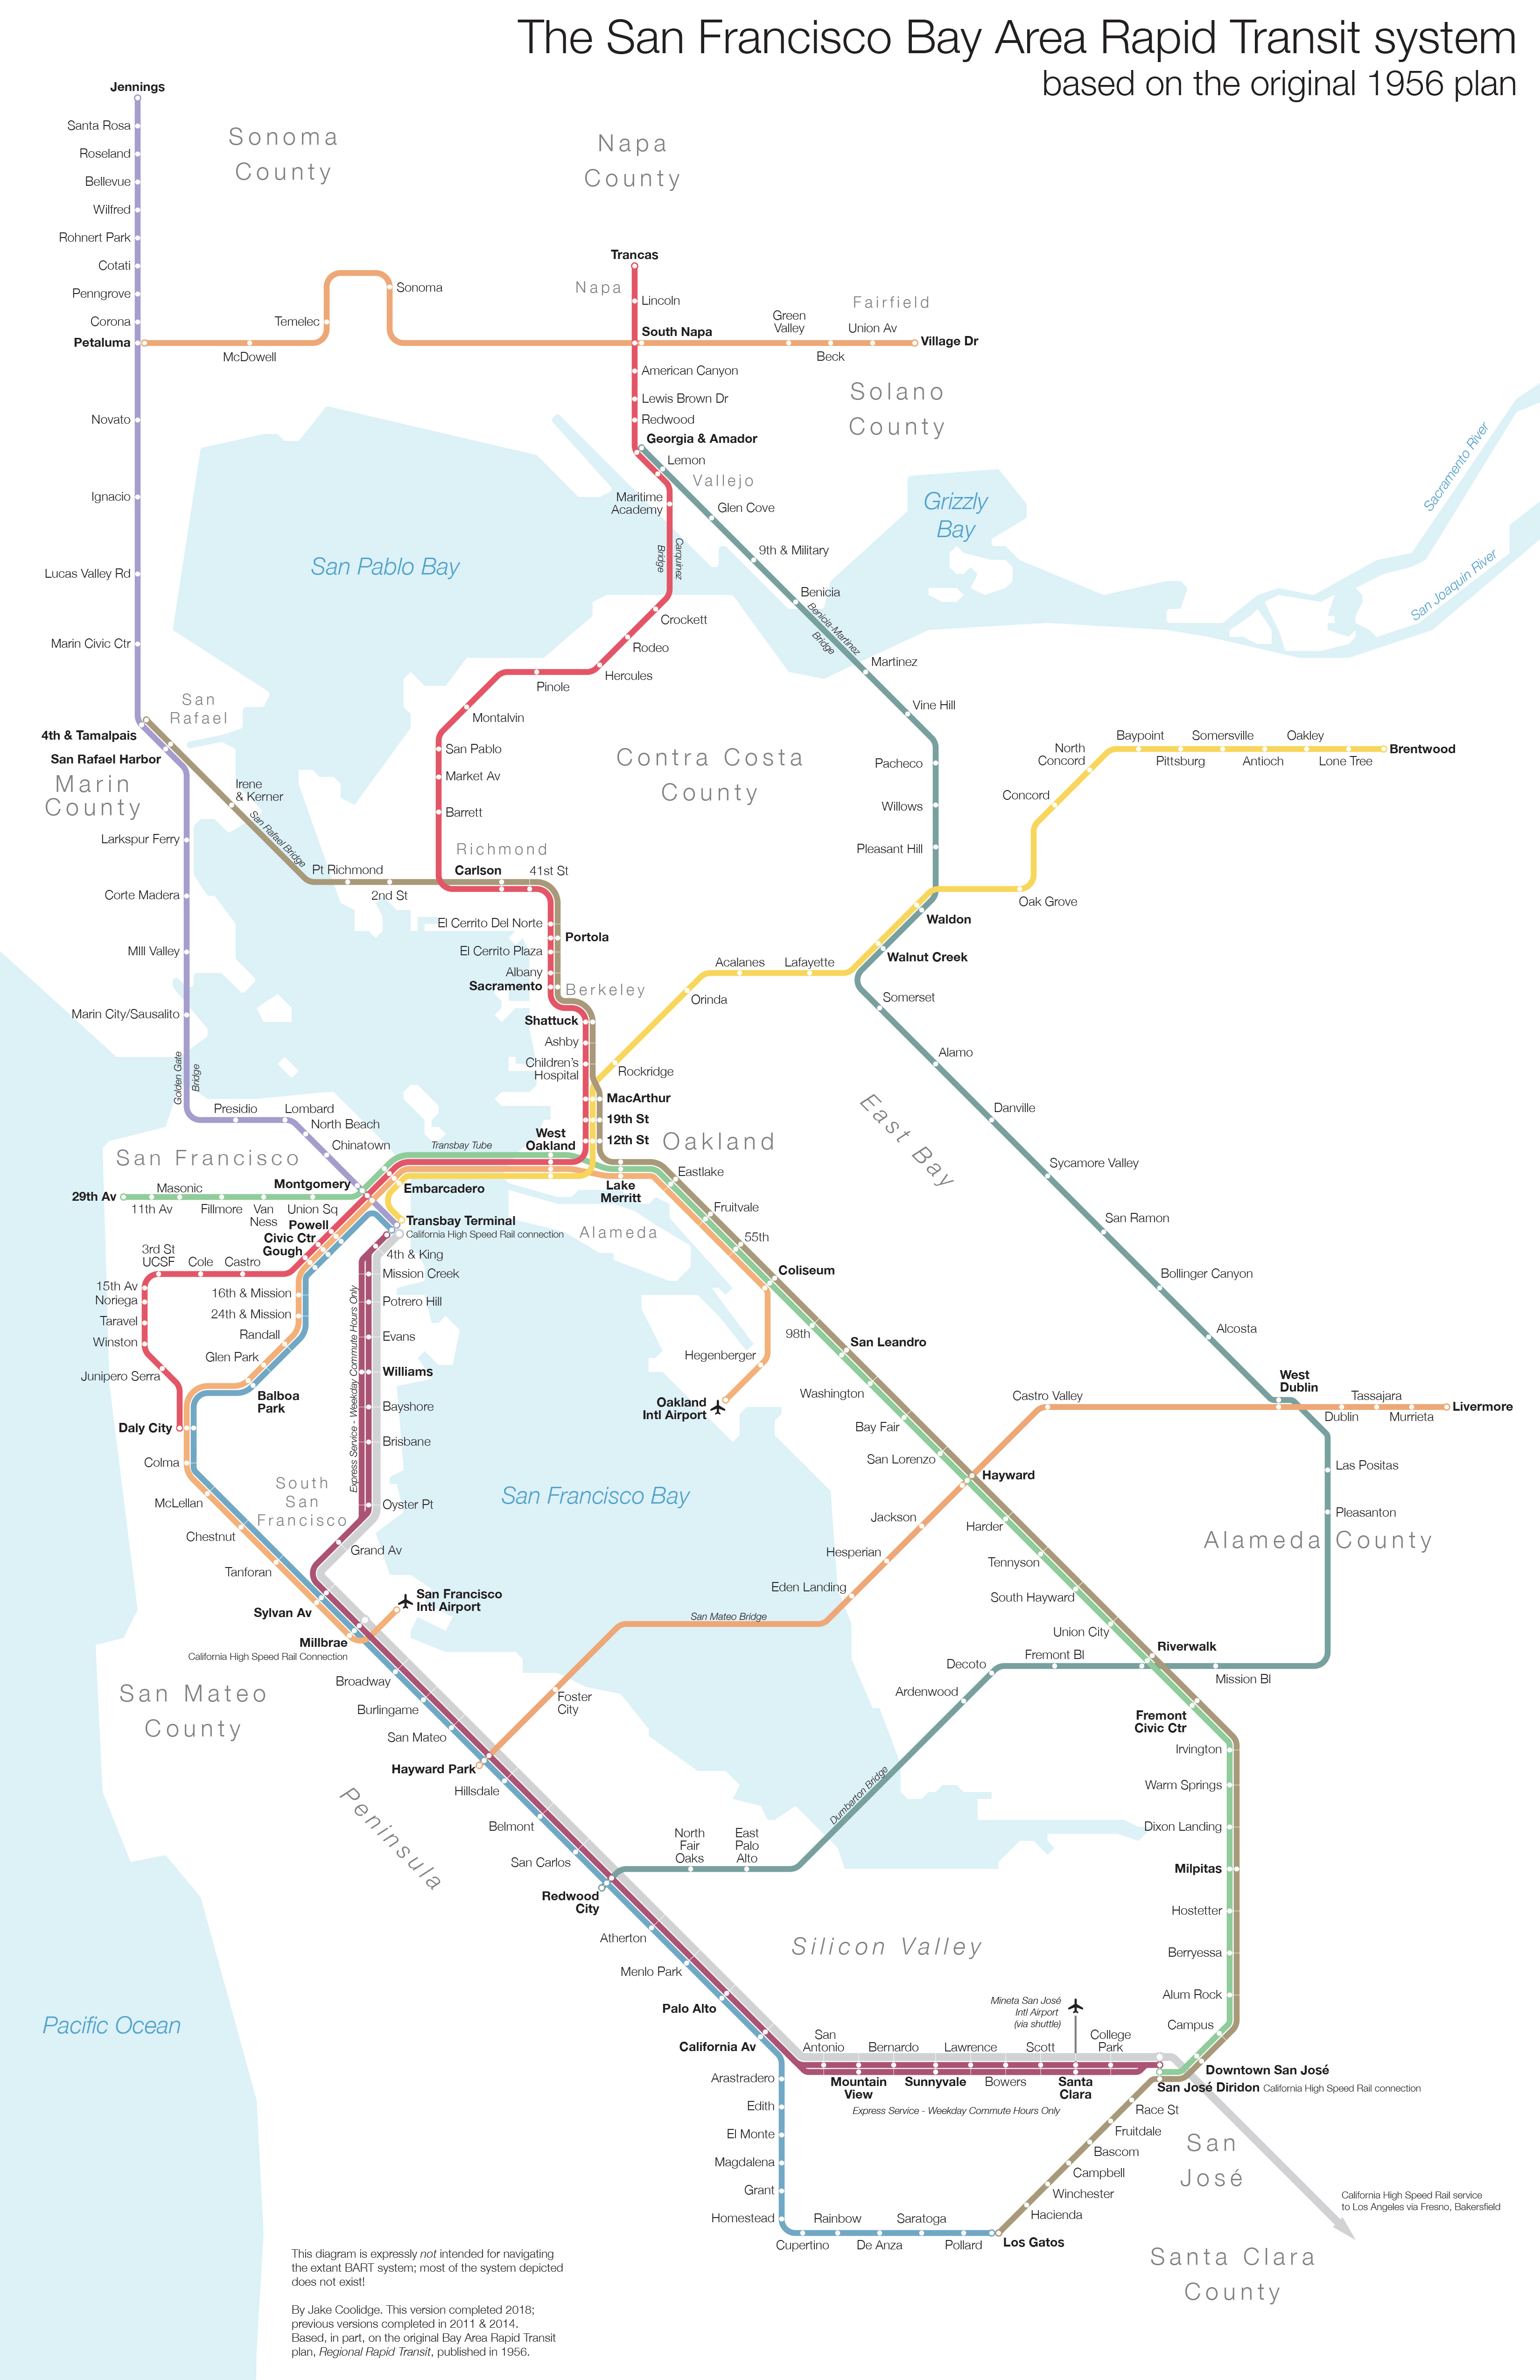 The San Francisco Bay Area Rapid Transit system
based on the original 1956 plan
Jennings
Santa Rosa
Roseland
Bellevue
Wilfred
Rohnert Park
Cotati
Penngrove
Corona
Petaluma
Novato
Ignacio
Lucas Valley Rd
Marin Civic Ctr
Sonoma
County
Napa
County
McDowell
Temelec
Sonoma
Trancas
Napa
Lincoln
South Napa
Fairfield
Green
Valley
Union Av
Beck
Village Dr
American Canyon
Lewis Brown Dr
Redwood
Georgia & Amador
Solano
County
Lemon
Vallejo
Maritime
Academy
Glen Cove
Carquinez
Bridge
9th & Military
Benicia
Benicia-Martinez
Bridge
Grizzly
Bay
Sacramento River
San Joaquin River
San Pablo Bay
Crockett
Rodeo
Hercules
Pinole
Montalvin
San Pablo
Market Av
Barrett
Martinez
Vine Hill
Pacheco
Willows
Pleasant Hill
Contra Costa
County
San
Rafael
4th & Tamalpais
San Rafael Harbor
Marin
County
Irene
& Kerner
San Rafael Bridge
Larkspur Ferry
Corte Madera
MIll Valley
Marin City/Sausalito
Golden Gate
Bridge
Pt Richmond
2nd St
Richmond
Carlson
41st St
El Cerrito Del Norte
Portola
El Cerrito Plaza
Albany
Sacramento
Berkeley
Shattuck
Ashby
Children's
Hospital
MacArthur
19th St
12th St
Rockridge
Orinda
Acalanes
Lafayette
Walnut Creek
Waldon
Oak Grove
Concord
North
Concord
Baypoint
Pittsburg
Somersville
Antioch
Oakley
Lone Tree
Brentwood
Somerset
Alamo
Danville
Sycamore Valley
San Ramon
Bollinger Canyon
Alcosta
East Bay
West
Dublin
Presidio
Lombard
North Beach
Chinatown
San Francisco
Transbay Tube
West
Oakland
Oakland
29th Av
11th Av
Masonic
Fillmore
Van
Ness
Union Sq
Montgomery
Embarcadero
Powell
Civic Ctr
Gough
Transbay Terminal
California High Speed Rail connection
Lake
Merritt
Eastlake
Alameda
Fruitvale
55th
Coliseum
98th
San Leandro
Hegenberger
Oakland
Intl Airport
Washington
Bay Fair
San Lorenzo
Hayward
Castro Valley
Dublin
Tassajara
Murrieta
Livermore
Las Positas
Pleasanton
Alameda County
3rd St
UCSF
Cole
Castro
15th Av
Noriega
Taravel
Winston
Junipero Serra
16th & Mission
24th & Mission
Randall
Glen Park
Balboa
Park
Daly City
Colma
McLellan
Chestnut
Tanforan
Sylvan Av
Millbrae
California High Speed Rail Connection
4th & King
Mission Creek
Potrero Hill
Evans
Williams
Bayshore
Brisbane
Oyster Pt
Grand Av
Express Service - Weekday Commute Hours Only
South
San
Francisco
San Francisco
Intl Airport
San Francisco Bay
Jackson
Hesperian
Eden Landing
San Mateo Bridge
Foster
City
Harder
Tennyson
South Hayward
Union City
Riverwalk
Mission Bl
Fremont Bl
Decoto
Ardenwood
Dumbarton Bridge
Fremont
Civic Ctr
Irvington
Warm Springs
Dixon Landing
Milpitas
Hostetter
Berryessa
Alum Rock
Campus
San Mateo
County
Peninsula
Broadway
Burlingame
San Mateo
Hayward Park
Hillsdale
Belmont
San Carlos
Redwood
City
North
Fair
Oaks
East
Palo
Alto
Atherton
Menlo Park
Palo Alto
California Av
Silicon Valley
San
Antonio
Mountain
View
Bernardo
Sunnyvale
Lawrence
Bowers
Scott
Santa
Clara
College
Park
Mineta San José
Intl Airport
(via shuttle)
Express Service - Weekday Commute Hours Only
Downtown San José
San José Diridon California High Speed Rail connection
Arastradero
Edith
El Monte
Magdalena
Grant
Homestead
Cupertino
Rainbow
De Anza
Saratoga
Pollard
Los Gatos
Race St
Fruitdale
Bascom
Campbell
Winchester
Hacienda
San
José
California High Speed Rail service
to Los Angeles via Fresno, Bakersfield
Santa Clara
County
Pacific Ocean
This diagram is expressly not intended for navigating
the extant BART system; most of the system depicted
does not exist!
By Jake Coolidge. This version completed 2018;
previous versions completed in 2011 & 2014.
Based, in part, on the original Bay Area Rapid Transit
plan, Regional Rapid Transit, published in 1956.